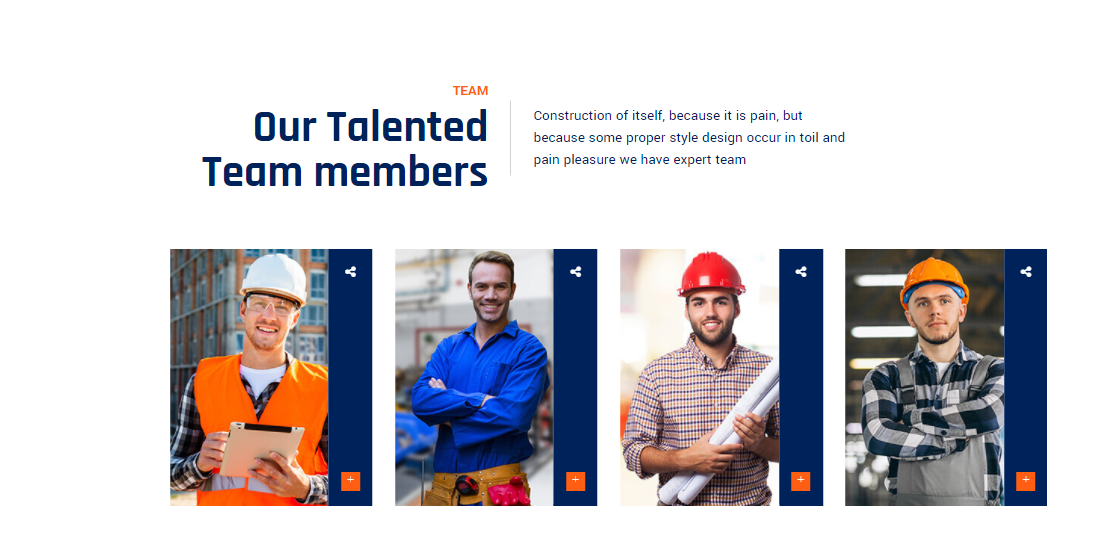 TEAM
Our Talented
Team members
Construction of itself, because it is pain, but
because some proper style design occur in toil and
pain pleasure we have expert team
+
+
+
+